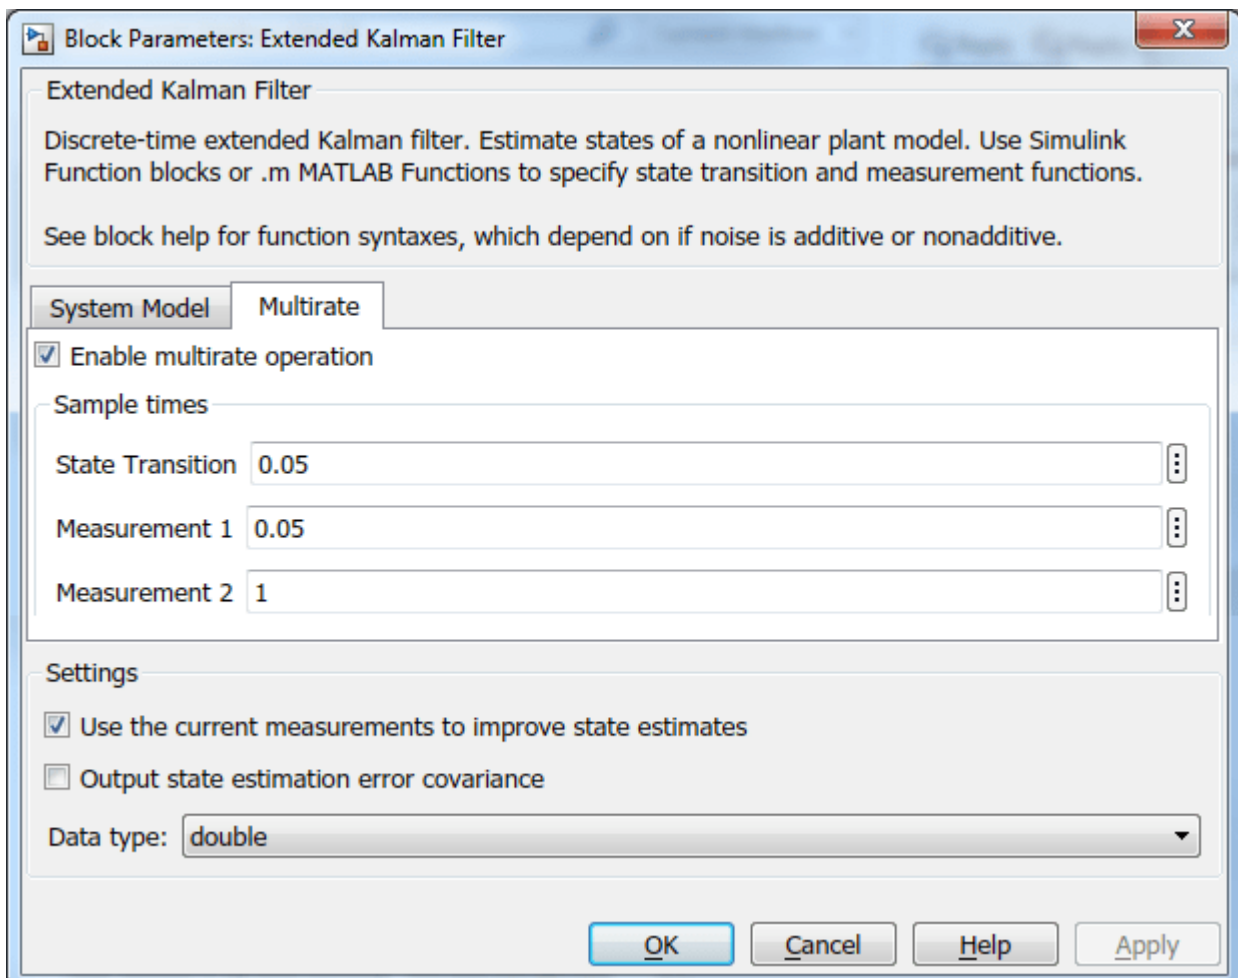 Block Parameters: Extended Kalman Filter
Extended Kalman Filter
Discrete-time extended Kalman filter. Estimate states of a nonlinear plant model. Use Simulink
Function blocks or .m MATLAB Functions to specify state transition and measurement functions.
See block help for function syntaxes, which depend on if noise is additive or nonadditive.
System Model Multirate
Enable multirate operation
Sample times
State Transition 0.05
Measurement 1 0.05
Measurement 2 1
Settings
Use the current measurements to improve state estimates
Output state estimation error covariance
Data type: double
OK Cancel Help Apply